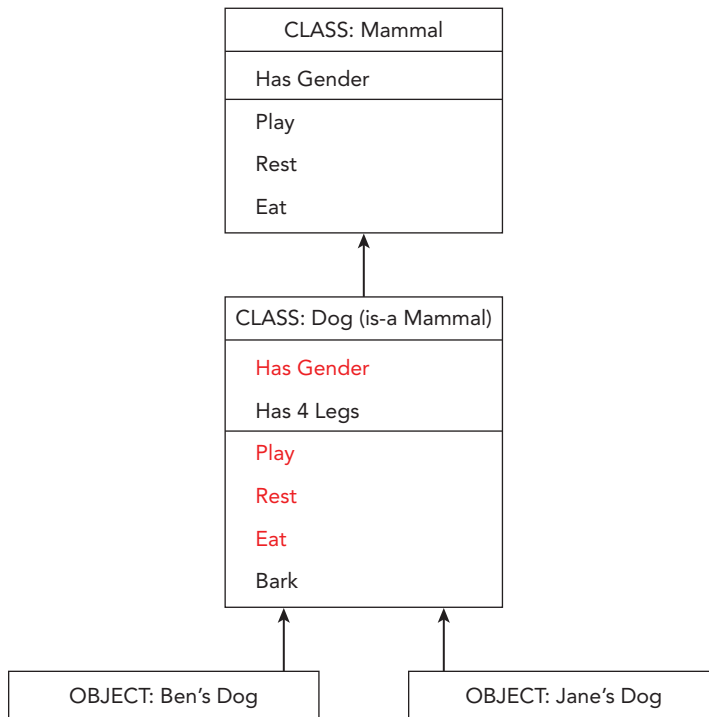 CLASS: Mammal
Has Gender
Play
Rest
Eat
CLASS: Dog (is-a Mammal)
Has Gender
Has 4 Legs
Play
Rest
Eat
Bark
OBJECT: Ben’s Dog
OBJECT: Jane’s Dog